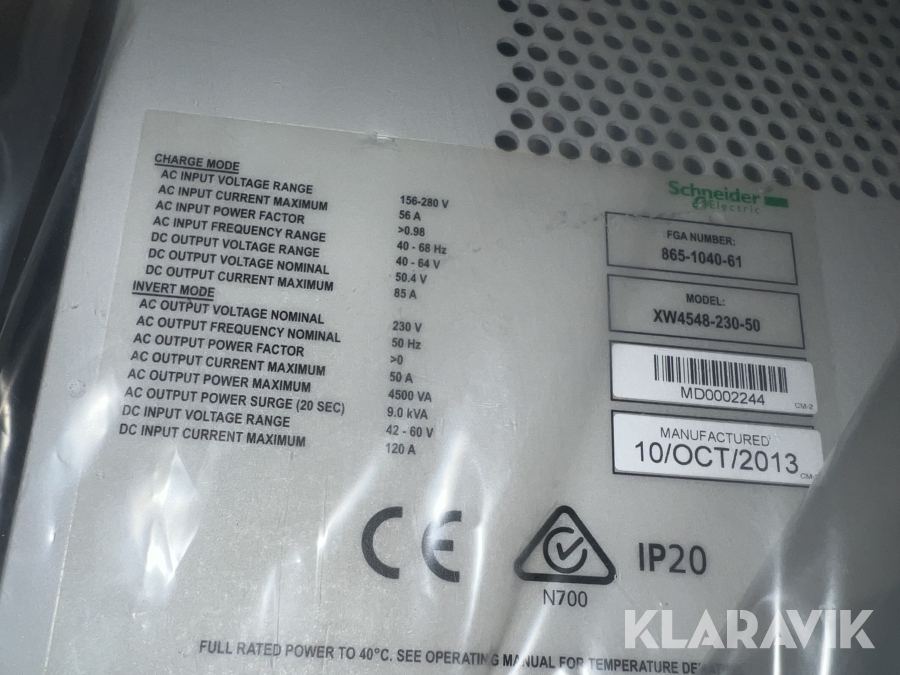 CHARGE MODE
AC INPUT VOLTAGE RANGE 156-280 V
AC INPUT CURRENT MAXIMUM 56 A
AC INPUT POWER FACTOR >0.98
AC INPUT FREQUENCY RANGE 40 - 68 Hz
DC OUTPUT VOLTAGE RANGE 40 - 64 V
DC OUTPUT VOLTAGE NOMINAL 50.4 V
DC OUTPUT CURRENT MAXIMUM 85 A
INVERT MODE
AC OUTPUT VOLTAGE NOMINAL 230 V
AC OUTPUT FREQUENCY NOMINAL 50 Hz
AC OUTPUT POWER FACTOR >0
AC OUTPUT CURRENT MAXIMUM 50 A
AC OUTPUT POWER MAXIMUM 4500 VA
AC OUTPUT POWER SURGE (20 SEC) 9.0 kVA
DC INPUT VOLTAGE RANGE 42 - 60 V
DC INPUT CURRENT MAXIMUM 120 A
Schneider
Electric
FGA NUMBER:
865-1040-61
MODEL:
XW4548-230-50
MD0002244
CM-2
MANUFACTURED
10/OCT/2013
CE
N700
IP20
FULL RATED POWER TO 40°C. SEE OPERATING MANUAL FOR TEMPERATURE
KLARAVIK